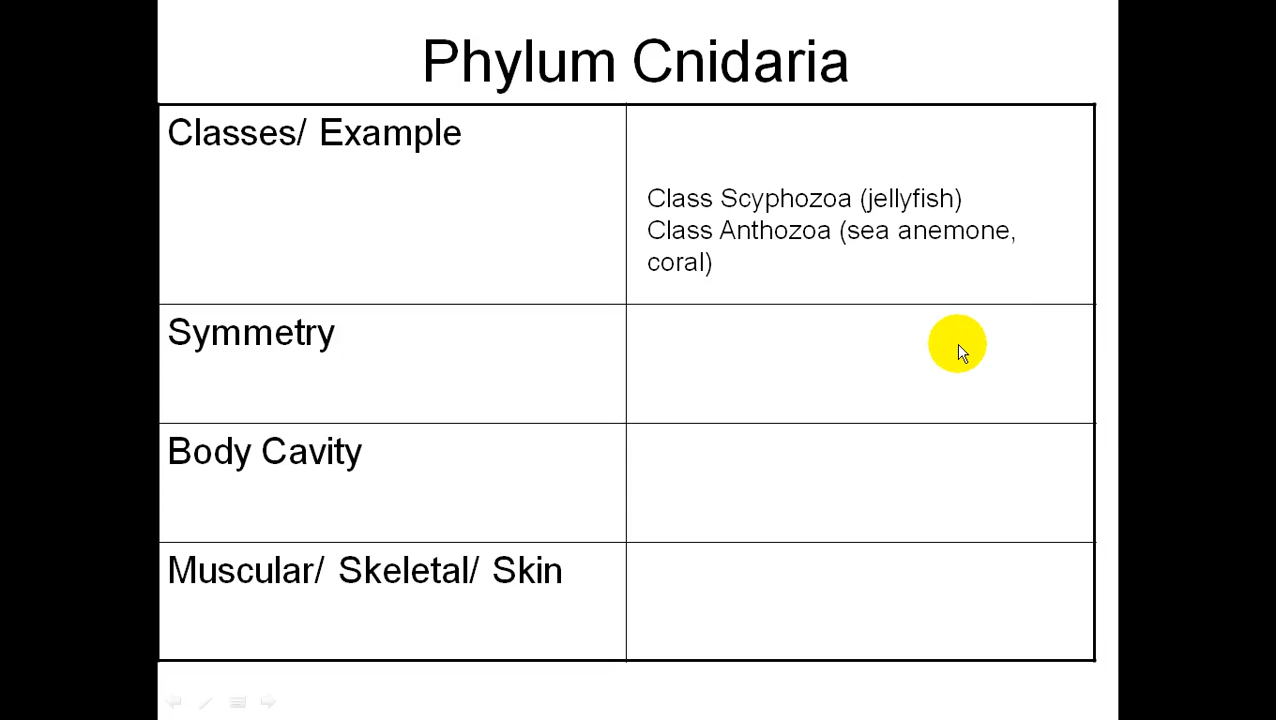 Phylum Cnidaria
Classes/ Example
Class Scyphozoa (jellyfish)
Class Anthozoa (sea anemone,
coral)
Symmetry
Body Cavity
Muscular/ Skeletal/ Skin